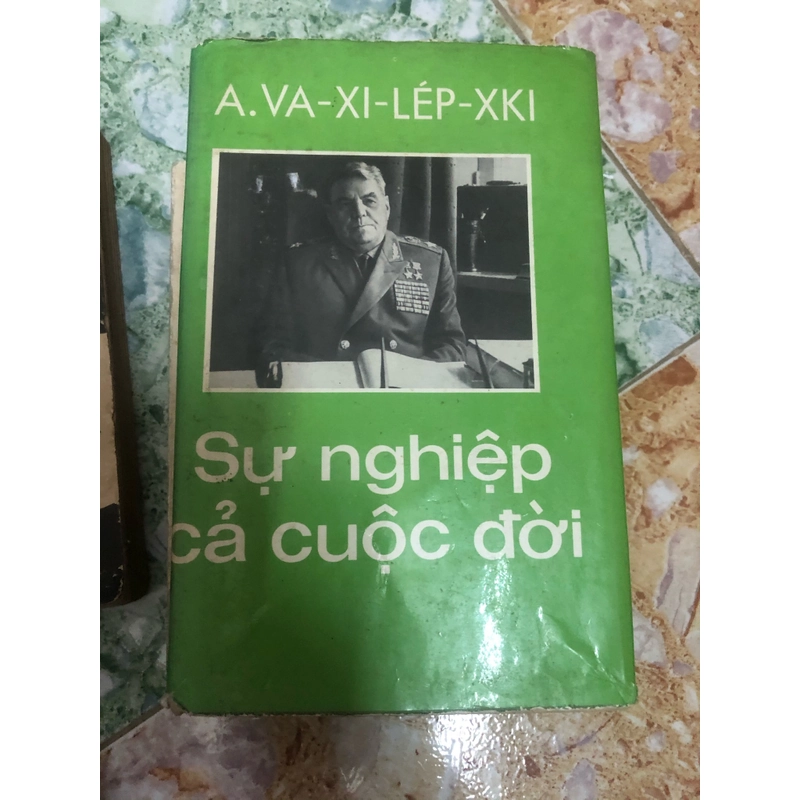 A. VA-XI-LÉP-XKI
Sự nghiệp
cả cuộc đời